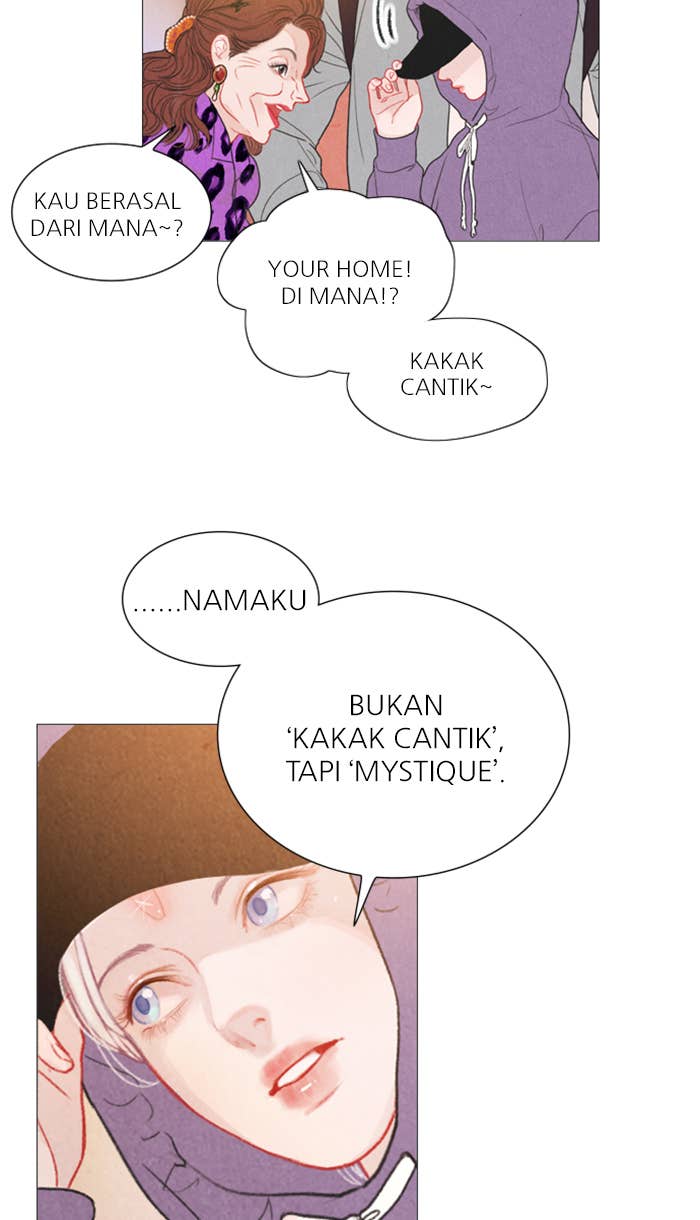 KAU BERASAL
DARI MANA~?
YOUR HOME!
DI MANA!?
KAKAK
CANTIK~
......NAMAKU
BUKAN
‘KAKAK CANTIK’,
TAPI ‘MYSTIQUE’.